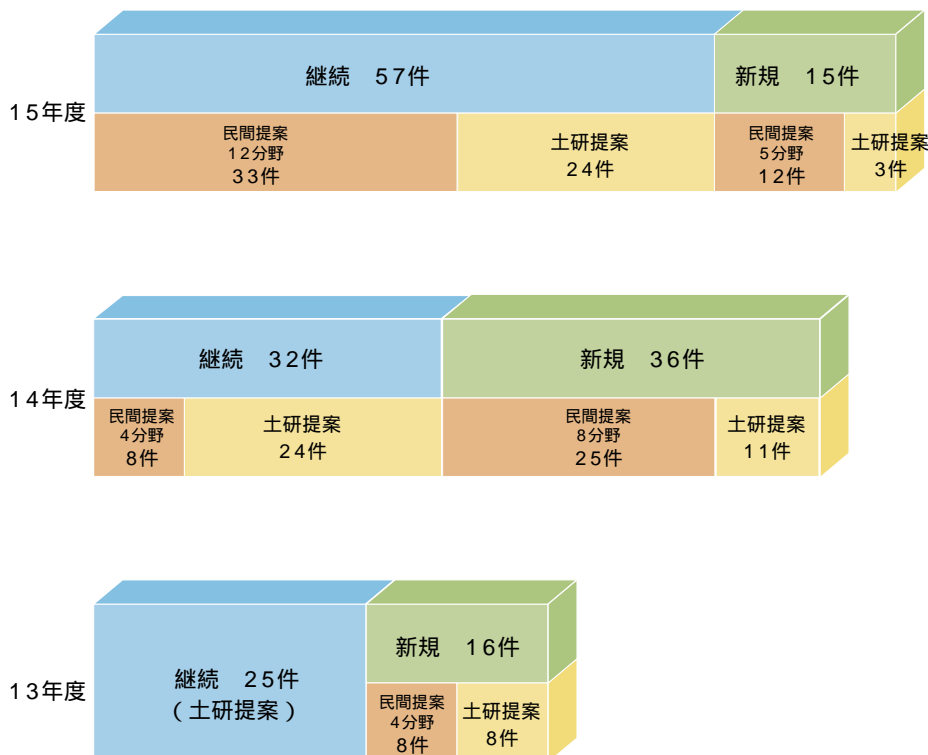 15年度
継続　57件
新規　15件
民間提案
12分野
33件
土研提案
24件
民間提案
5分野
12件
土研提案
3件
14年度
継続　32件
新規　36件
民間提案
4分野
8件
土研提案
24件
民間提案
8分野
25件
土研提案
11件
13年度
継続　25件
（土研提案）
新規　16件
民間提案
4分野
8件
土研提案
8件